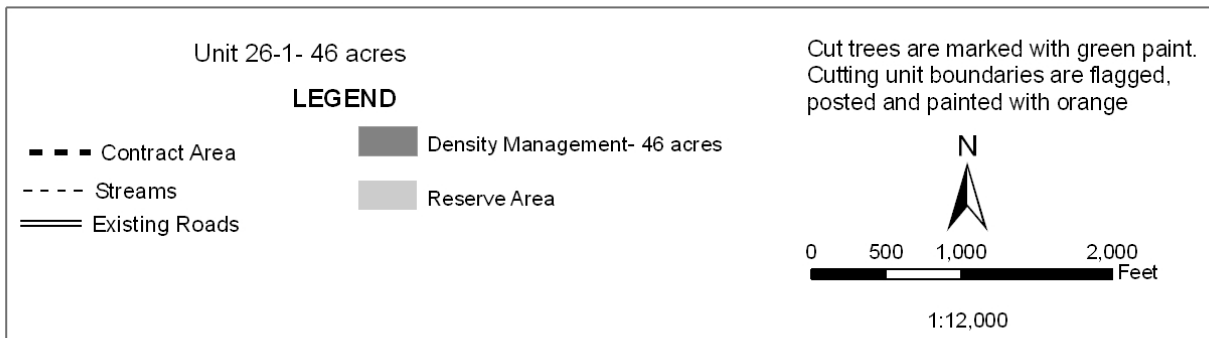 Unit 26-1- 46 acres
LEGEND
Contract Area
Streams
Existing Roads
Density Management- 46 acres
Reserve Area
Cut trees are marked with green paint.
Cutting unit boundaries are flagged,
posted and painted with orange
N
0 500 1,000 2,000
Feet
1:12,000